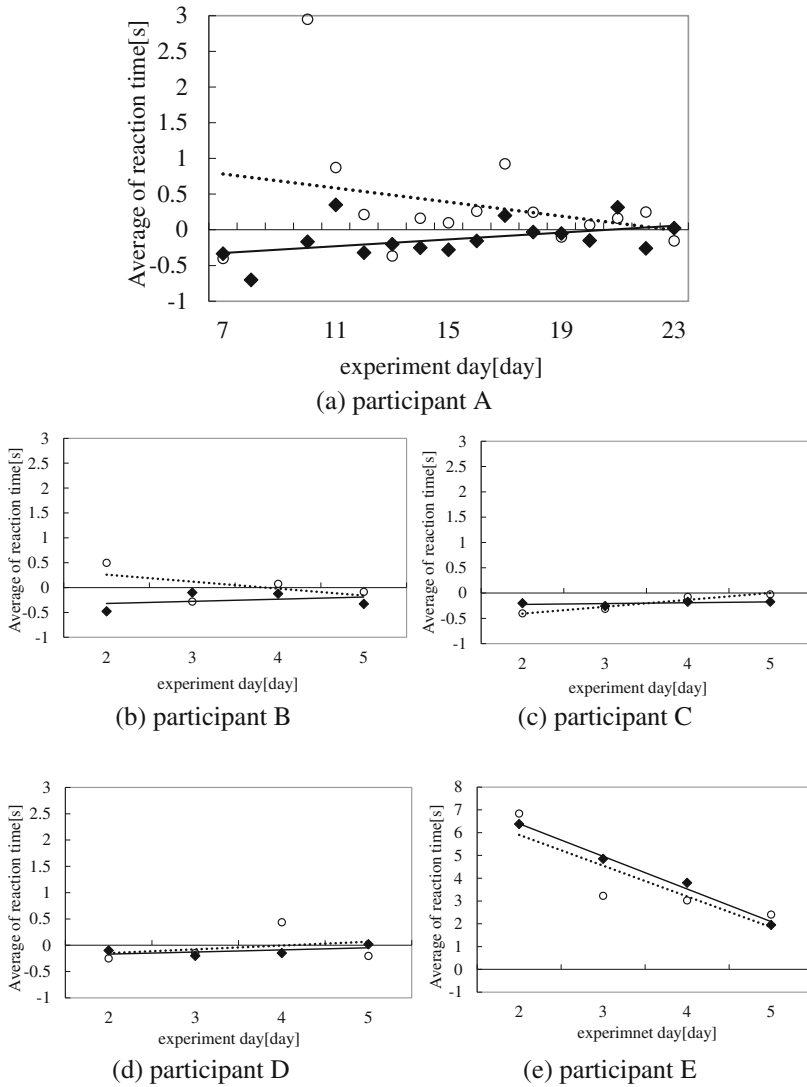 Average of reaction time[s]
3
2.5
2
1.5
1
0.5
0
-0.5
-1
7 11 15 19 23
experiment day[day]
(a) participant A
Average of reaction time[s]
3
2.5
2
1.5
1
0.5
0
-0.5
-1
2 3 4 5
experiment day[day]
(b) participant B
Average of reaction time[s]
3
2.5
2
1.5
1
0.5
0
-0.5
-1
2 3 4 5
experiment day[day]
(c) participant C
Average of reaction time[s]
3
2.5
2
1.5
1
0.5
0
-0.5
-1
2 3 4 5
experiment day[day]
(d) participant D
Average of reaction time[s]
8
7
6
5
4
3
2
1
0
-1
2 3 4 5
experimnet day[day]
(e) participant E